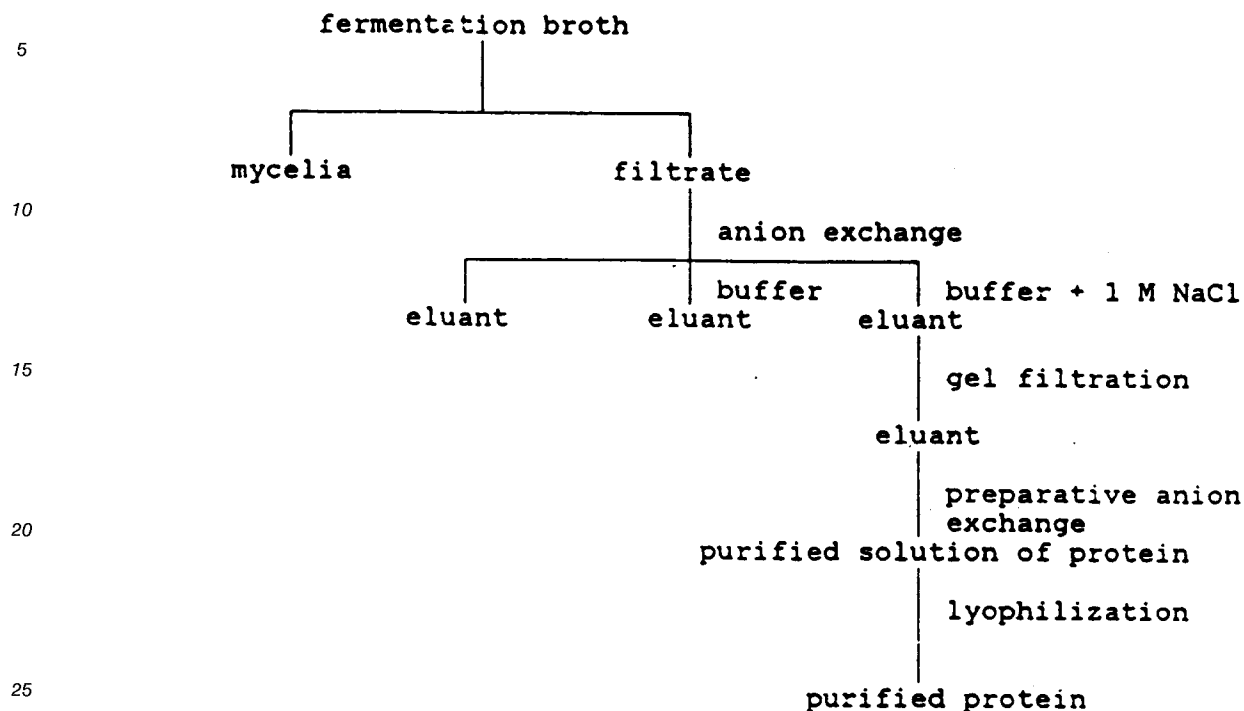 fermentation broth
5
mycelia filtrate
10
anion exchange
buffer buffer + 1 M NaCl
eluant eluant eluant
15
gel filtration
eluant
preparative anion
20
exchange
purified solution of protein
lyophilization
25
purified protein